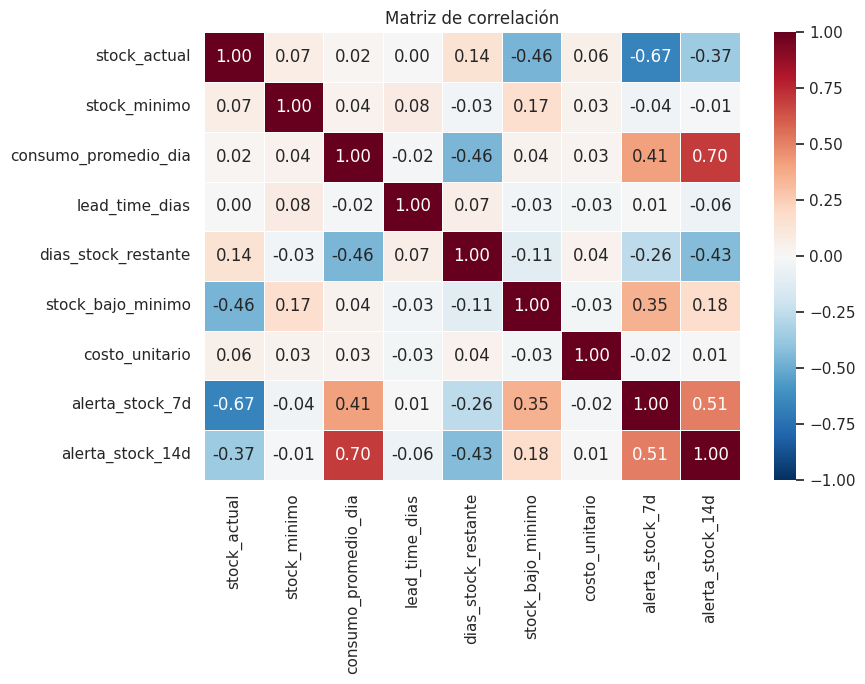 Matriz de correlación
stock_actual 1.00 0.07 0.02 0.00 0.14 -0.46 0.06 -0.67 -0.37
stock_minimo 0.07 1.00 0.04 0.08 -0.03 0.17 0.03 -0.04 -0.01
consumo_promedio_dia 0.02 0.04 1.00 -0.02 -0.46 0.04 0.03 0.41 0.70
lead_time_dias 0.00 0.08 -0.02 1.00 0.07 -0.03 -0.03 0.01 -0.06
dias_stock_restante 0.14 -0.03 -0.46 0.07 1.00 -0.11 0.04 -0.26 -0.43
stock_bajo_minimo -0.46 0.17 0.04 -0.03 -0.11 1.00 -0.03 0.35 0.18
costo_unitario 0.06 0.03 0.03 -0.03 0.04 -0.03 1.00 -0.02 0.01
alerta_stock_7d -0.67 -0.04 0.41 0.01 -0.26 0.35 -0.02 1.00 0.51
alerta_stock_14d -0.37 -0.01 0.70 -0.06 -0.43 0.18 0.01 0.51 1.00
stock_actual
stock_minimo
consumo_promedio_dia
lead_time_dias
dias_stock_restante
stock_bajo_minimo
costo_unitario
alerta_stock_7d
alerta_stock_14d
1.00
0.75
0.50
0.25
0.00
−0.25
−0.50
−0.75
−1.00